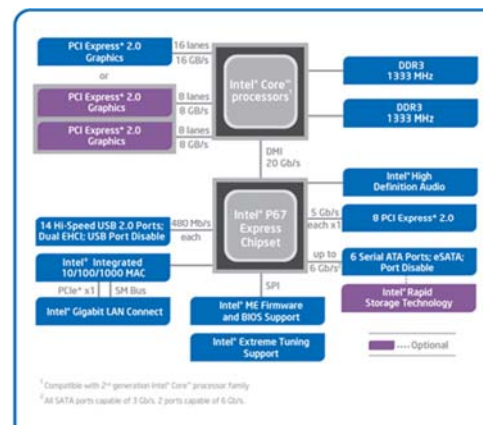 PCI Express* 2.0
Graphics
16 lanes
16 GB/s
or
PCI Express* 2.0
Graphics
8 lanes
8 GB/s
PCI Express* 2.0
Graphics
8 lanes
8 GB/s
Intel® Core™
processors¹
DDR3
1333 MHz
DDR3
1333 MHz
DMI
20 Gb/s
Intel® P67
Express
Chipset
14 Hi-Speed USB 2.0 Ports;
Dual EHCI; USB Port Disable
480 Mb/s
each
Intel® Integrated
10/100/1000 MAC
PCIe* x1
SM Bus
Intel® Gigabit LAN Connect
Intel® High
Definition Audio
5 Gb/s
each x1
8 PCI Express* 2.0
up to
6 Gb/s²
6 Serial ATA Ports; eSATA;
Port Disable
Intel® Rapid
Storage Technology
SPI
Intel® ME Firmware
and BIOS Support
Intel® Extreme Tuning
Support
---- Optional
¹ Compatible with 2nd generation Intel® Core™ processor family
² All SATA ports capable of 3 Gb/s. 2 ports capable of 6 Gb/s.